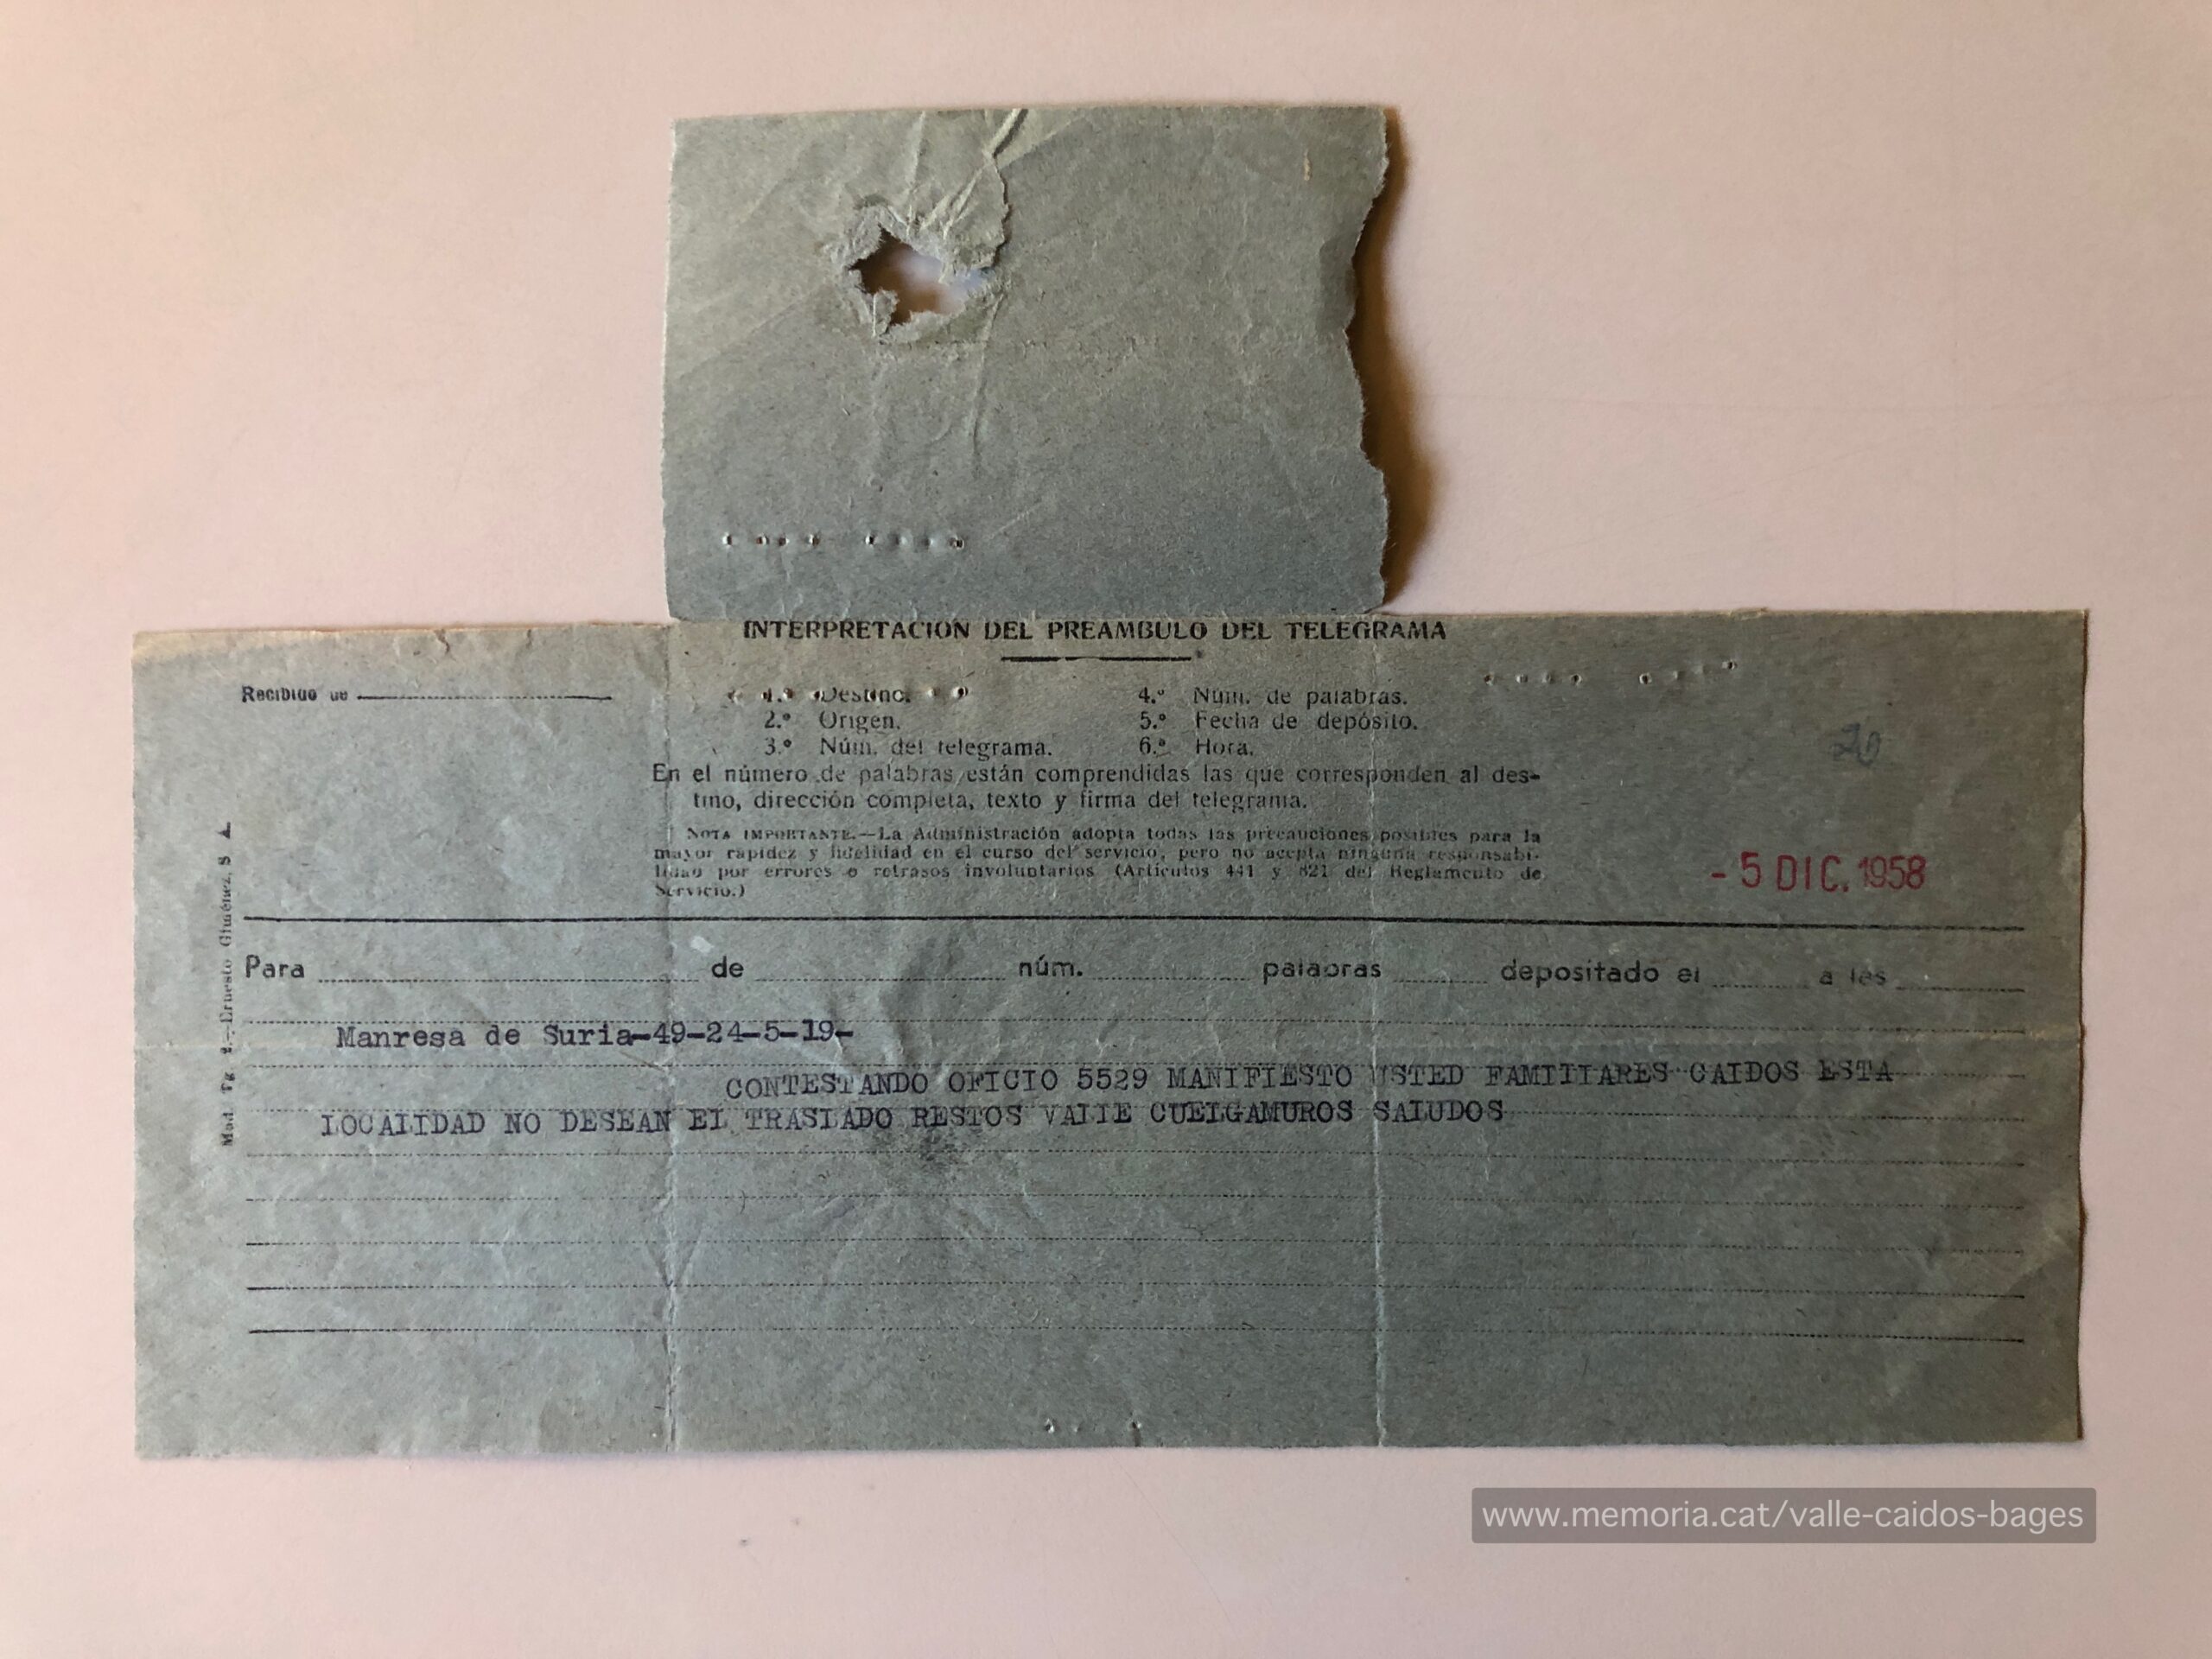 INTERPRETACION DEL PREAMBULO DEL TELEGRAMA
Recibido de
1.º Destino. 4.º Núm. de palabras.
2.º Origen. 5.º Fecha de depósito.
3.º Núm. del telegrama. 6.º Hora.
En el número de palabras están comprendidas las que corresponden al des-
tino, dirección completa, texto y firma del telegrama.
NOTA IMPORTANTE.—La Administración adopta todas las precauciones posibles para la
mayor rapidez y fidelidad en el curso del servicio, pero no acepta ninguna responsabi-
lidad por errores o retrasos involuntarios (Artículos 441 y 821 del Reglamento de
Servicio.)
- 5 DIC. 1958
Mod. Tg. —Ernesto Giménez, S. A.
Para de núm. palabras depositado el a las
Manresa de Suria-49-24-5-19-
CONTESTANDO OFICIO 5529 MANIFIESTO USTED FAMILIARES CAIDOS ESTA
LOCALIDAD NO DESEAN EL TRASLADO RESTOS VALLE CUELGAMUROS SALUDOS
www.memoria.cat/valle-caidos-bages